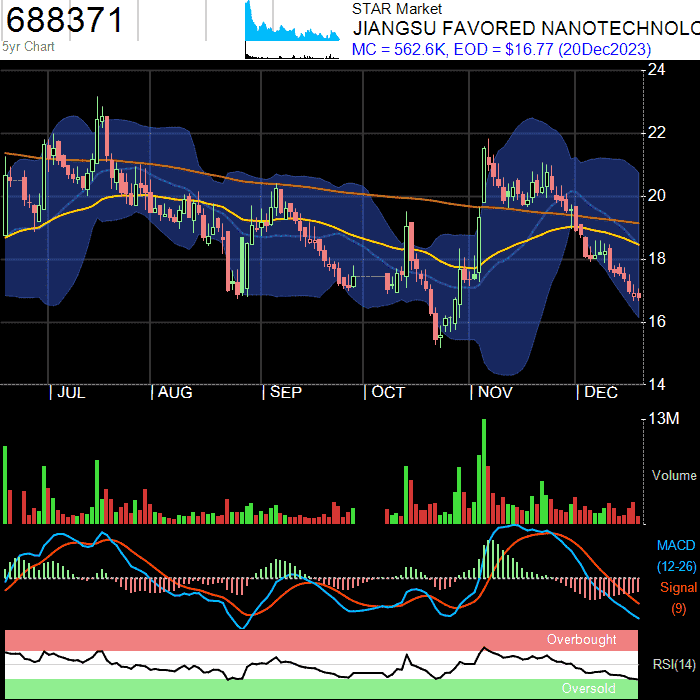 688371
5yr Chart
STAR Market
JIANGSU FAVORED NANOTECHNOLO
MC = 562.6K, EOD = $16.77 (20Dec2023)
24
22
20
18
16
14
| JUL | AUG | SEP | OCT | NOV | DEC
13M
Volume
MACD
(12-26)
Signal
(9)
Overbought
RSI(14)
Oversold